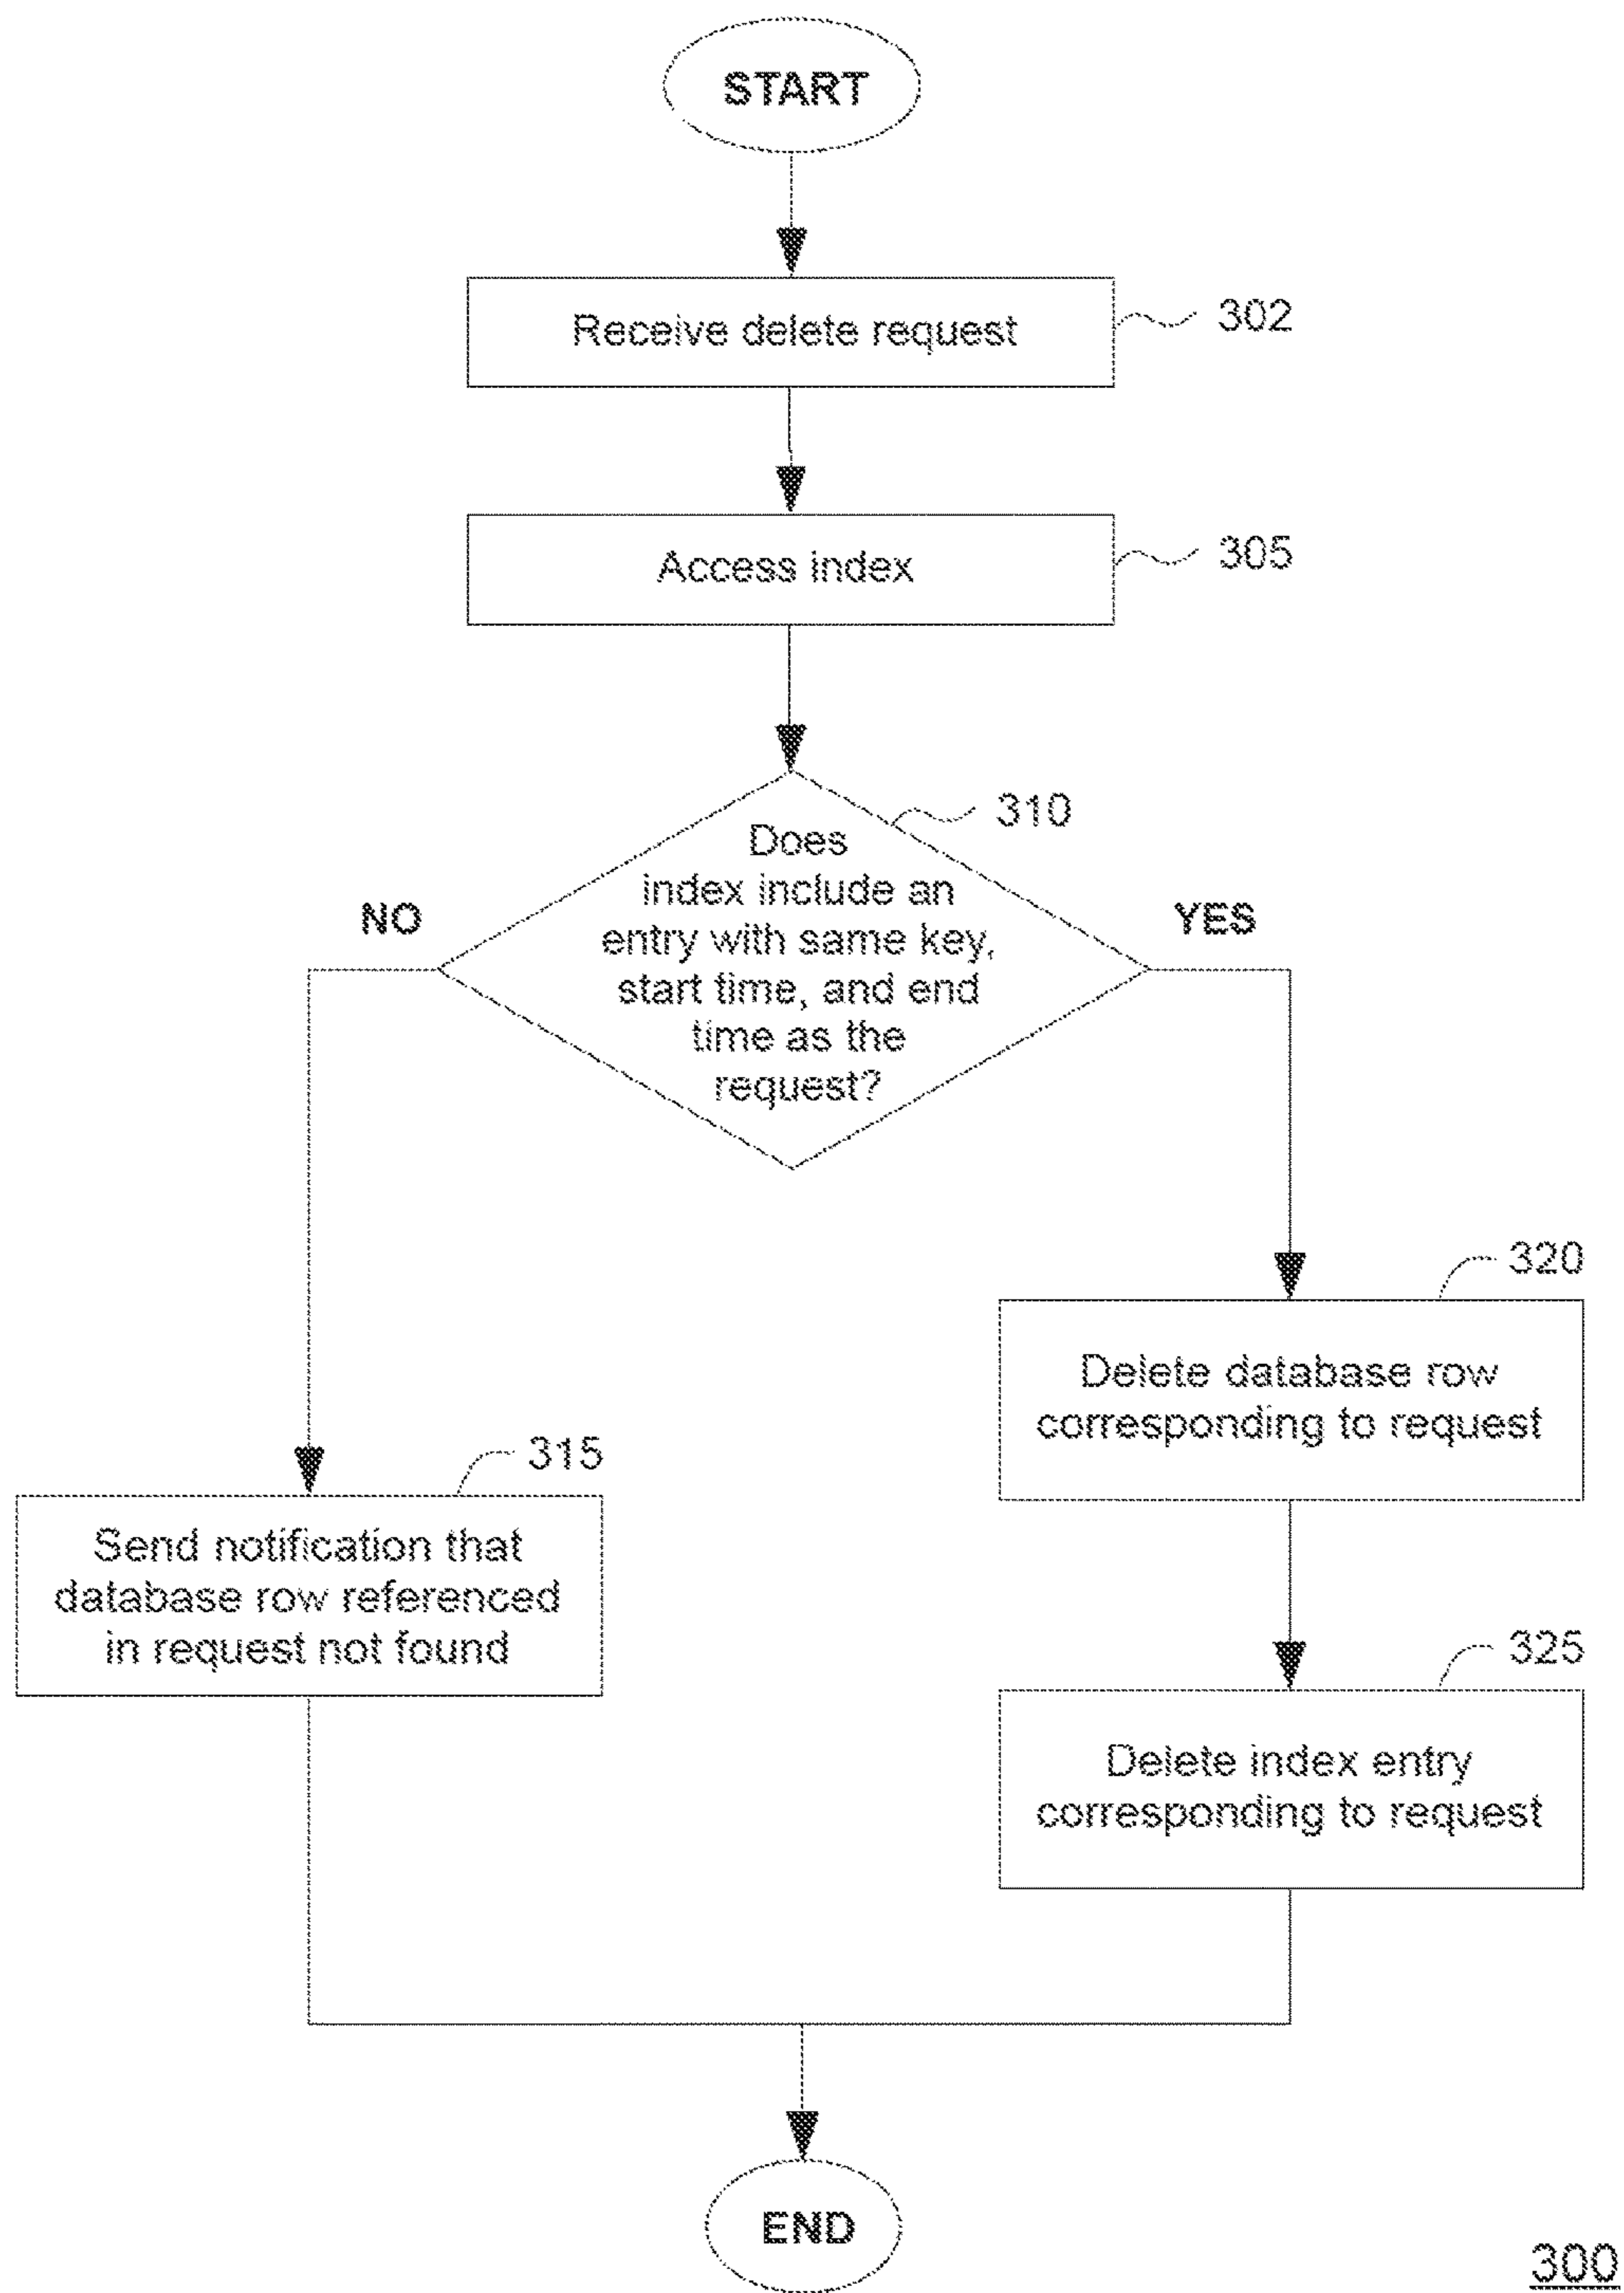 START
Receive delete request
302
Access index
305
310
Does
index include an
entry with same key,
start time, and end
time as the
request?
NO
YES
320
Delete database row
corresponding to request
315
Send notification that
database row referenced
in request not found
325
Delete index entry
corresponding to request
END
300